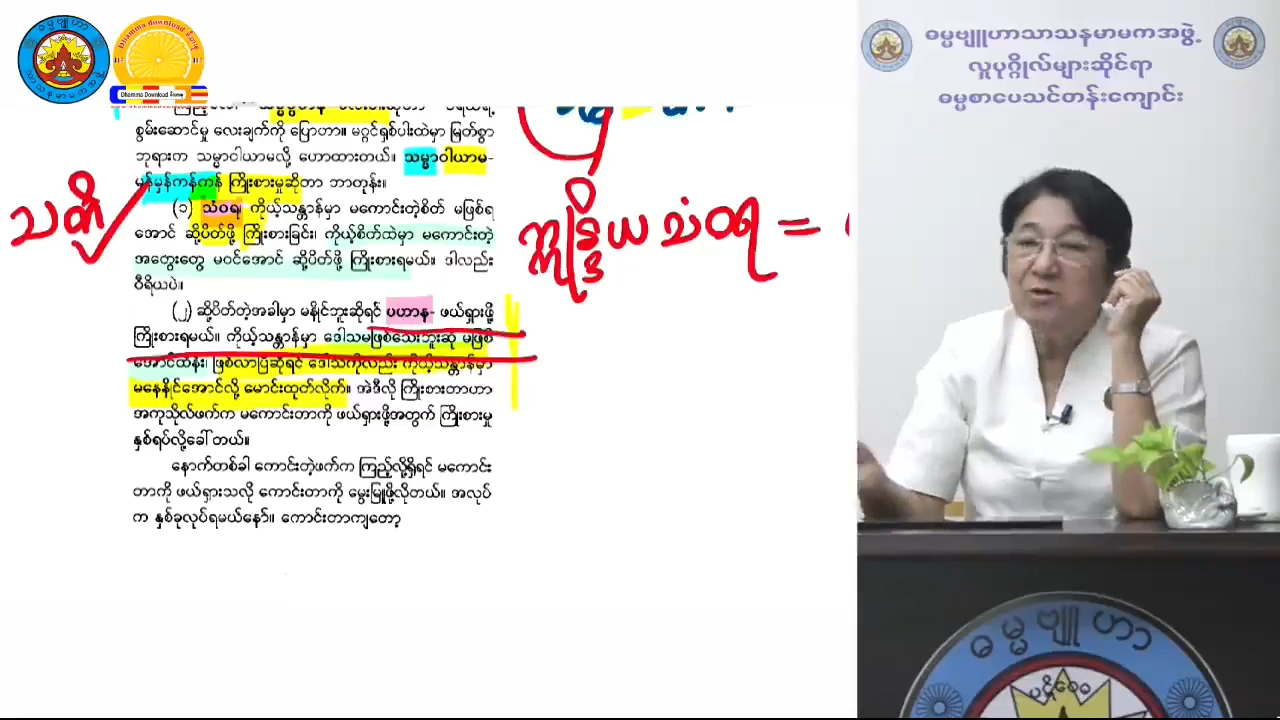 Dhamma download
Dhamma Download
စွမ်းဆောင်မှု လေးချက်ကို ပြောဟာ။ မဂ္ဂင်ရှစ်ပါးထဲမှာ မြတ်စွာ
ဘုရားက သမ္မာဝါယာမလို့ ဟောထားတယ်။ သမ္မာဝါယာမ-
မှန်မှန်ကန်ကန် ကြိုးစားမှုဆိုတာ ဘာတုန်း။
(၁) သံဝရ၊ ကိုယ့်သန္တာန်မှာ မကောင်းတဲ့စိတ် မဖြစ်ရ
အောင် ဆို့ပိတ်ဖို့ ကြိုးစားခြင်း၊ ကိုယ့်စိတ်ထဲမှာ မကောင်းတဲ့
အတွေးတွေ မဝင်အောင် ဆို့ပိတ်ဖို့ ကြိုးစားရမယ်။ ဒါလည်း
ဝီရိယပဲ။
(၂) ဆို့ပိတ်တဲ့အခါမှာ မနိုင်ဘူးဆိုရင် ပဟာန- ဖယ်ရှားဖို့
ကြိုးစားရမယ်။ ကိုယ့်သန္တာန်မှာ ဒေါသမဖြစ်သေးဘူးဆို မဖြစ်
အောင်ထိန်း၊ ဖြစ်လာပြီဆိုရင် ဒေါသကိုလည်း ကိုယ့်သန္တာန်မှာ
မနေနိုင်အောင်လို့ မောင်းထုတ်လိုက်။ အဲဒီလို ကြိုးစားတာဟာ
အကုသိုလ်ဖက်က မကောင်းတာကို ဖယ်ရှားဖို့အတွက် ကြိုးစားမှု
နှစ်ရပ်လို့ခေါ်တယ်။
နောက်တစ်ခါ ကောင်းတဲ့ဖက်က ကြည့်လို့ရှိရင် မကောင်း
တာကို ဖယ်ရှားသလို ကောင်းတာကို မွေးမြူဖို့လိုတယ်။ အလုပ်
က နှစ်ခုလုပ်ရမယ်နော်။ ကောင်းတာကျတော့
သတိ
ဣန္ဒြိယ သံဝရ =
ဓမ္မဗျူဟာသာသနာ့မာမကအဖွဲ့
လူပုဂ္ဂိုလ်များဆိုင်ရာ
ဓမ္မစာပေသင်တန်းကျောင်း
ဓမ္မဗျူဟာ